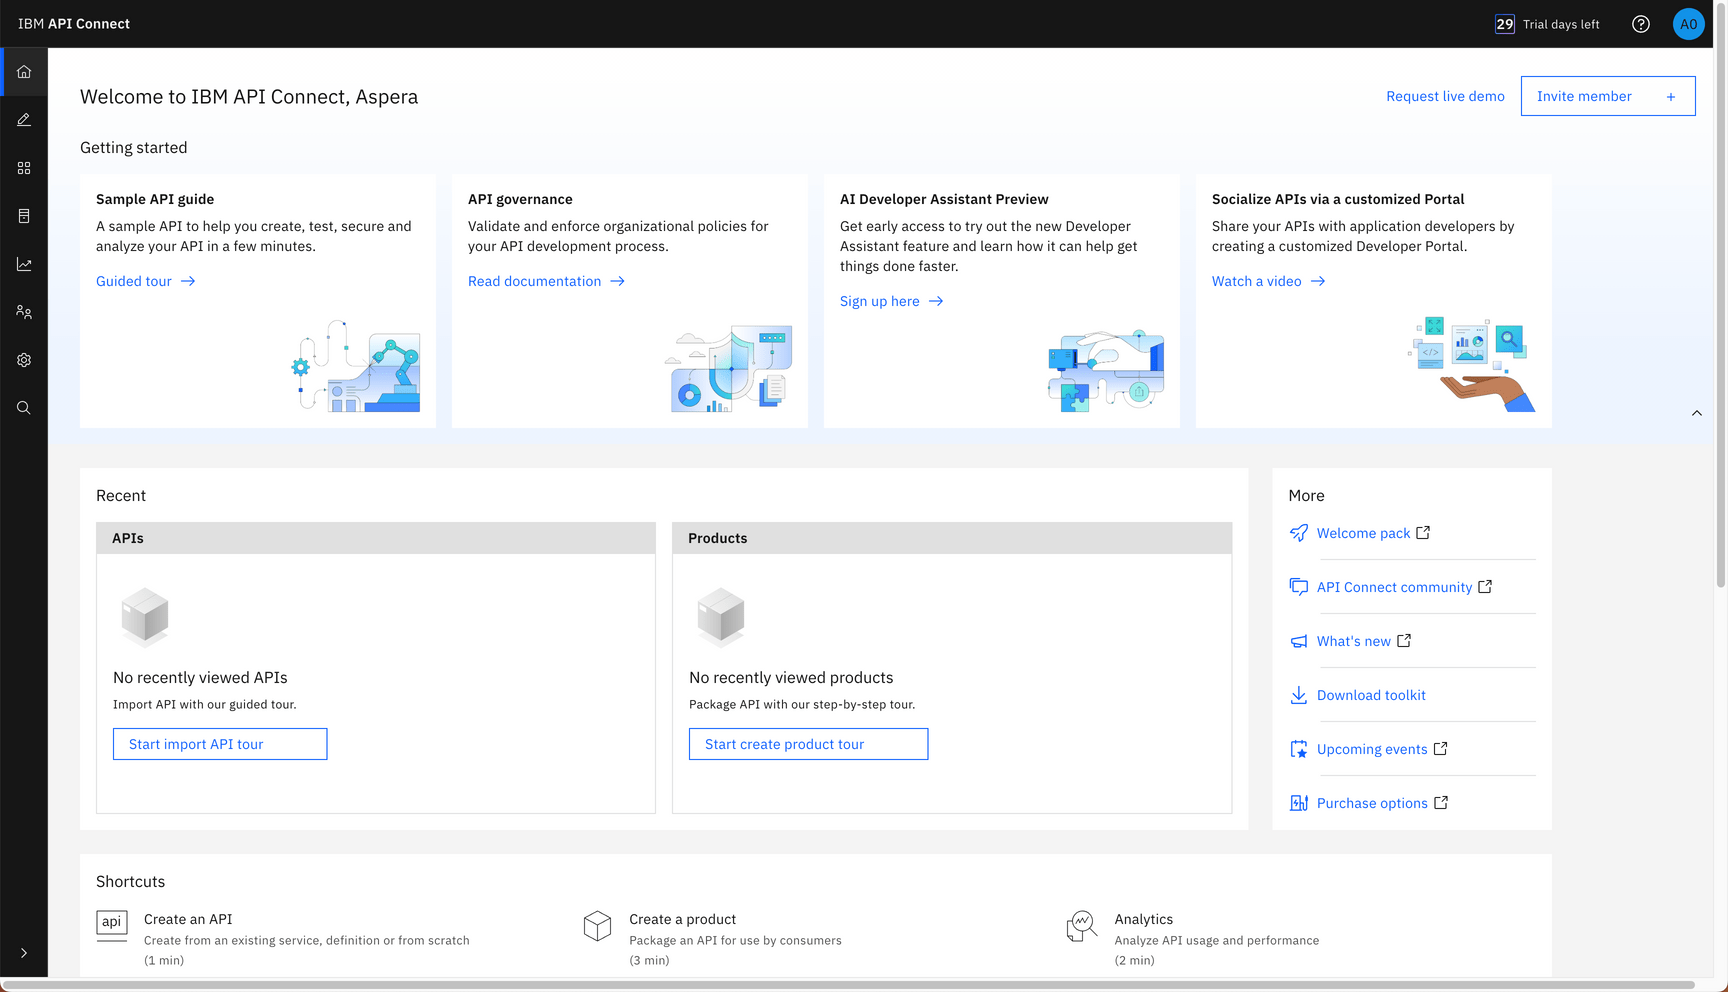 IBM API Connect
29 Trial days left
A0
Welcome to IBM API Connect, Aspera
Request live demo
Invite member +
Getting started
Sample API guide
A sample API to help you create, test, secure and
analyze your API in a few minutes.
Guided tour
API governance
Validate and enforce organizational policies for
your API development process.
Read documentation
AI Developer Assistant Preview
Get early access to try out the new Developer
Assistant feature and learn how it can help get
things done faster.
Sign up here
Socialize APIs via a customized Portal
Share your APIs with application developers by
creating a customized Developer Portal.
Watch a video
</>
Recent
APIs
No recently viewed APIs
Import API with our guided tour.
Start import API tour
Products
No recently viewed products
Package API with our step-by-step tour.
Start create product tour
More
Welcome pack
API Connect community
What's new
Download toolkit
Upcoming events
Purchase options
Shortcuts
api
Create an API
Create from an existing service, definition or from scratch
(1 min)
Create a product
Package an API for use by consumers
(3 min)
Analytics
Analyze API usage and performance
(2 min)